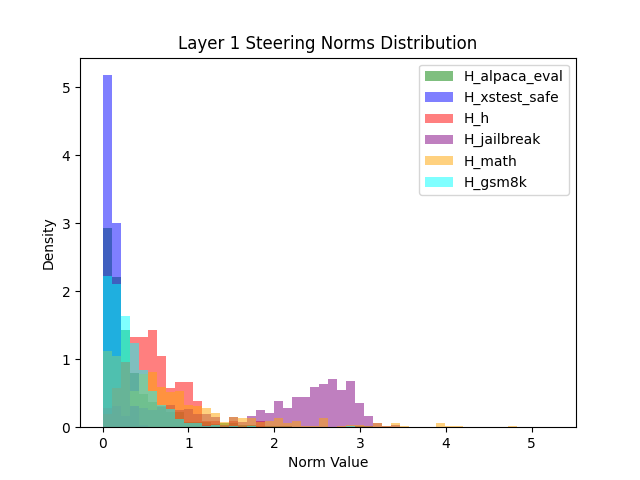 Layer 1 Steering Norms Distribution
H_alpaca_eval
H_xstest_safe
H_h
H_jailbreak
H_math
H_gsm8k
Density
5
4
3
2
1
0
0 1 2 3 4 5
Norm Value